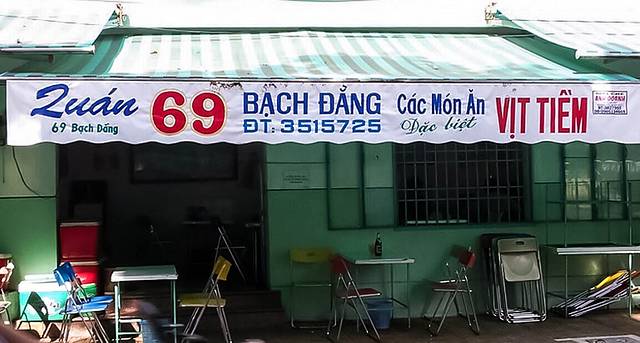 Quán
69 Bạch Đằng
69
BẠCH ĐẰNG
ĐT: 3515725
Các Món Ăn
Đặc biệt
VỊT TIỀM